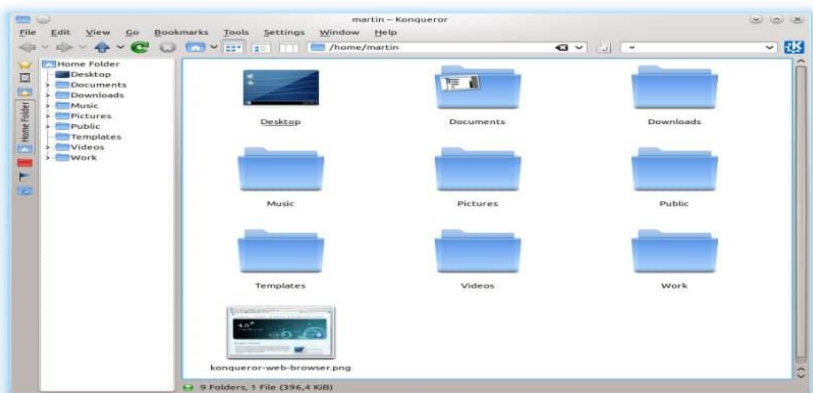 martin – Konqueror
File Edit View Go Bookmarks Tools Settings Window Help
/home/martin
Home Folder
Home Folder
Desktop
Documents
Downloads
Music
Pictures
Public
Templates
Videos
Work
Desktop Documents Downloads
Music Pictures Public
Templates Videos Work
konqueror-web-browser.png
9 Folders, 1 File (396,4 KiB)